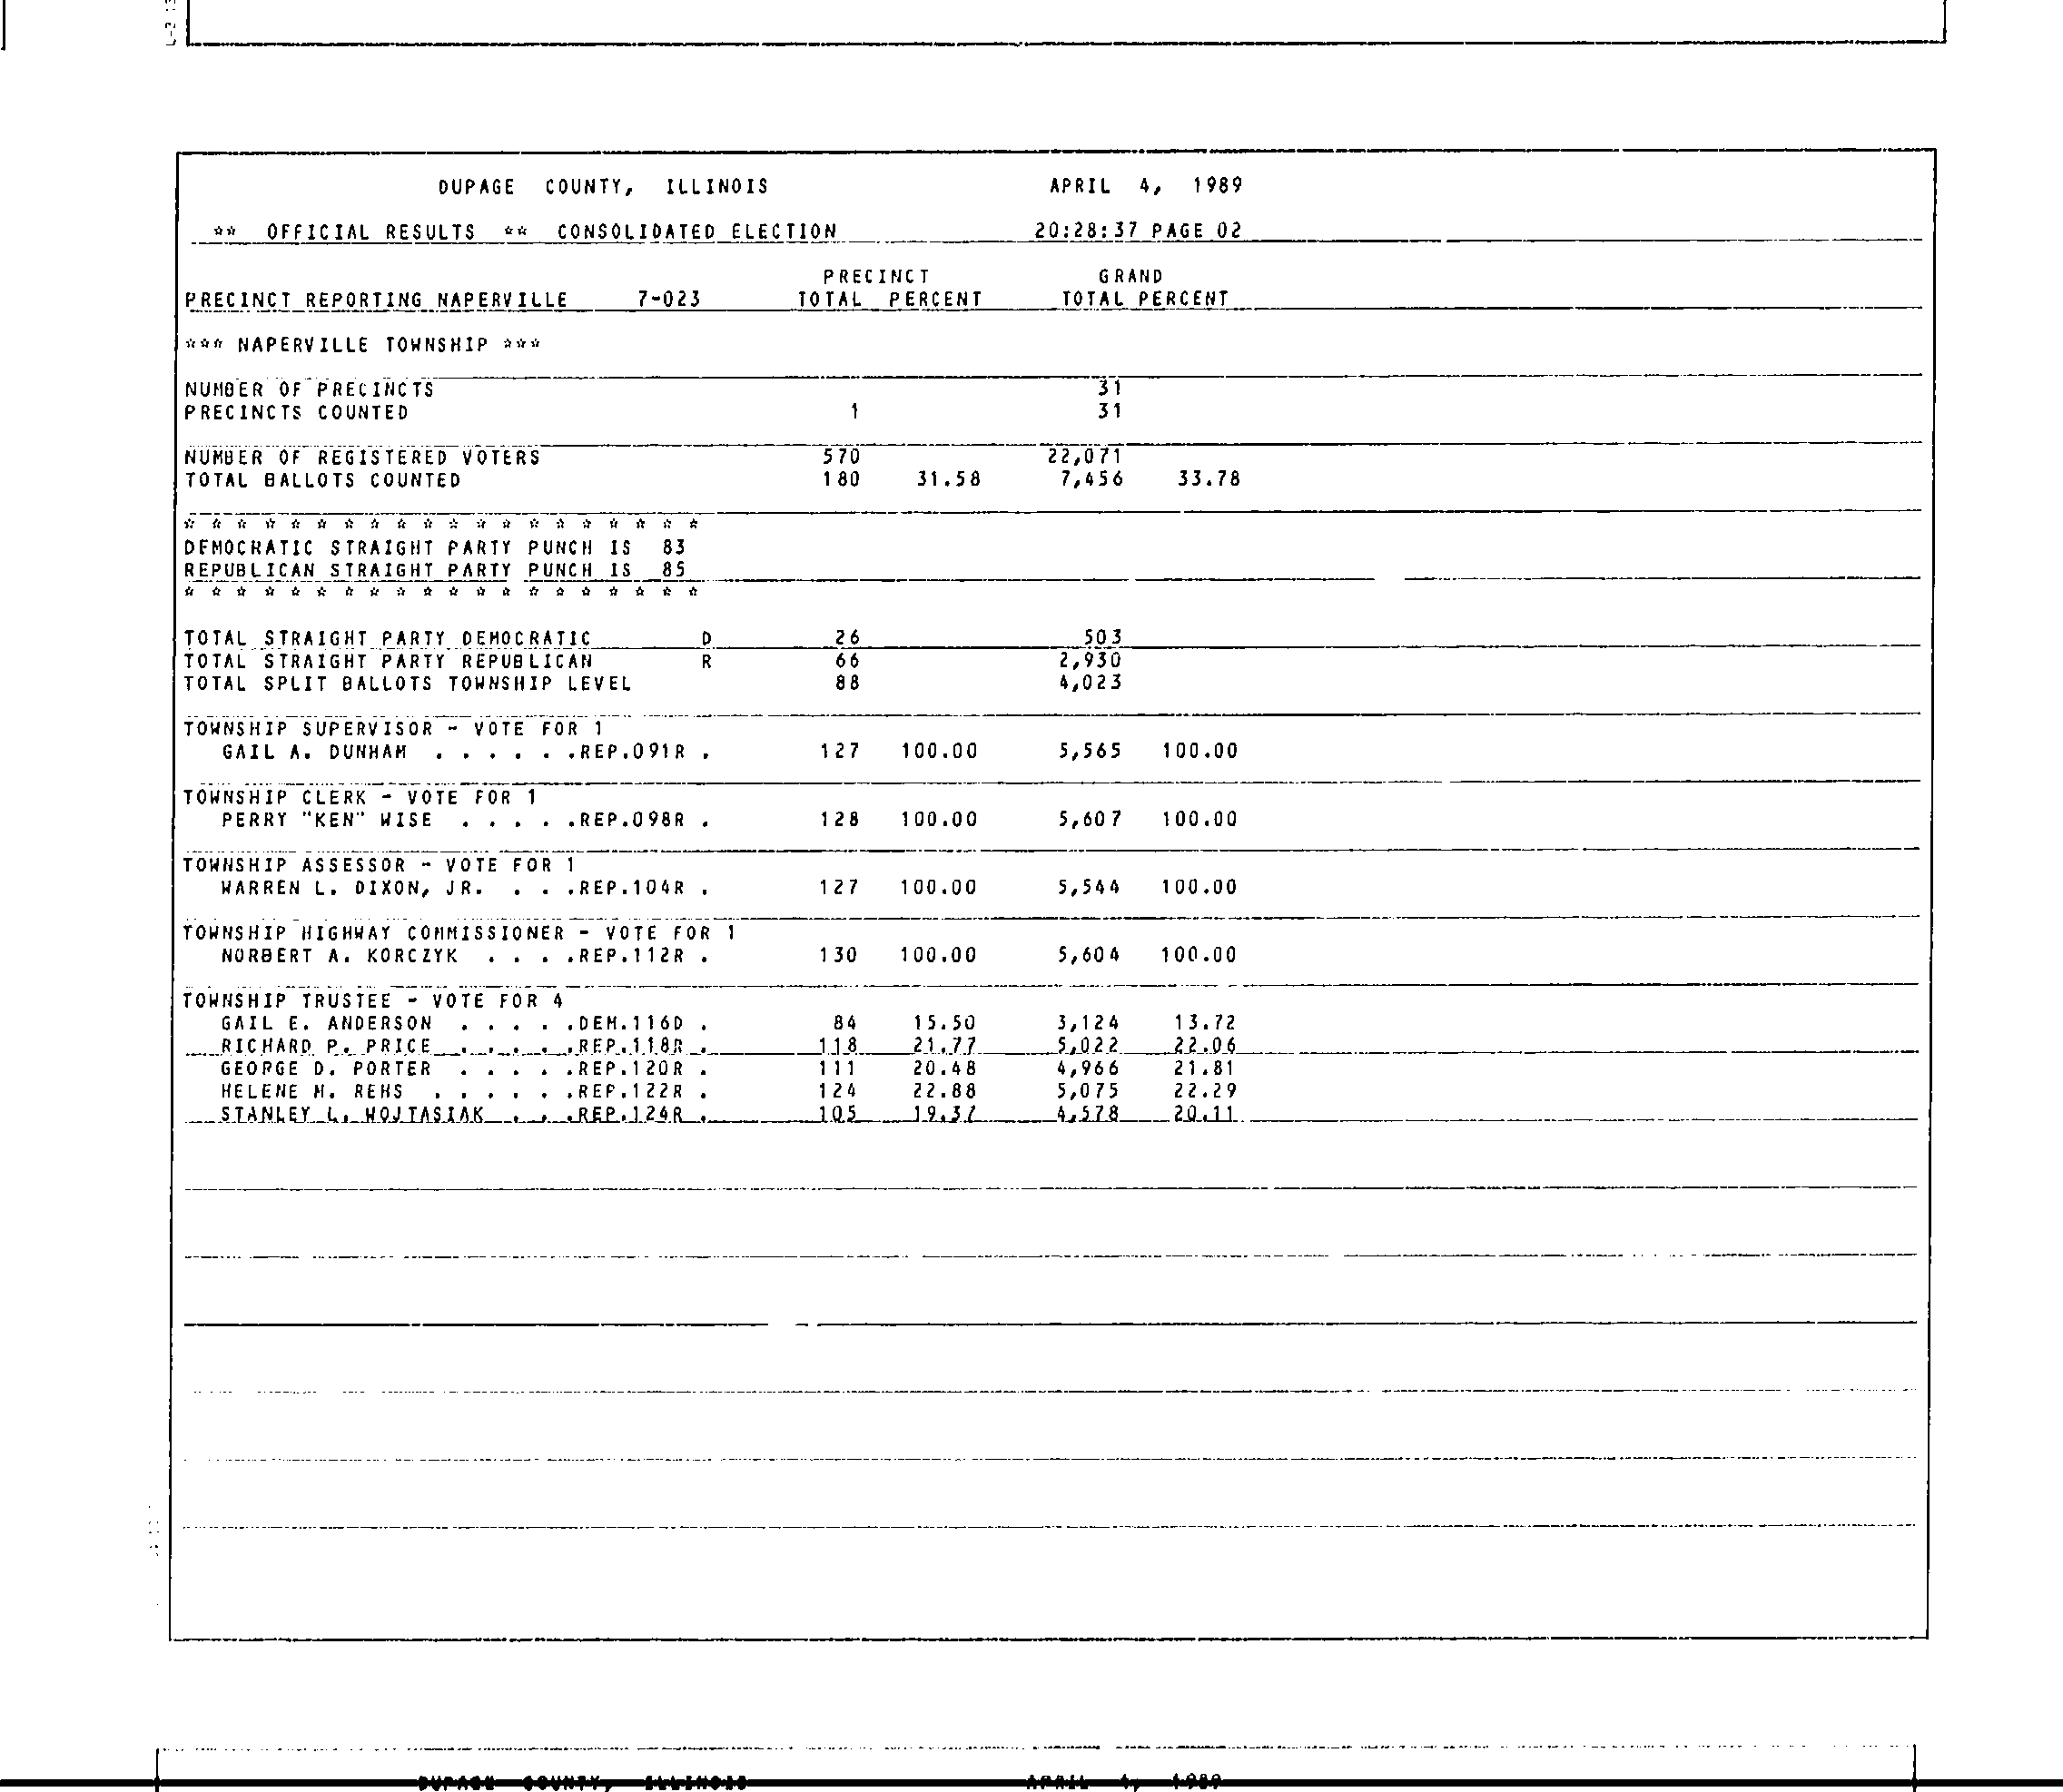 DUPAGE COUNTY, ILLINOIS APRIL 4, 1989
** OFFICIAL RESULTS ** CONSOLIDATED ELECTION 20:28:37 PAGE 02
PRECINCT GRAND
PRECINCT REPORTING NAPERVILLE 7-023 TOTAL PERCENT TOTAL PERCENT
*** NAPERVILLE TOWNSHIP ***
NUMBER OF PRECINCTS 31
PRECINCTS COUNTED 1 31
NUMBER OF REGISTERED VOTERS 570 22,071
TOTAL BALLOTS COUNTED 180 31.58 7,456 33.78
* * * * * * * * * * * * * * * * * * * *
DEMOCRATIC STRAIGHT PARTY PUNCH IS 83
REPUBLICAN STRAIGHT PARTY PUNCH IS 85
* * * * * * * * * * * * * * * * * * * *
TOTAL STRAIGHT PARTY DEMOCRATIC D 26 503
TOTAL STRAIGHT PARTY REPUBLICAN R 66 2,930
TOTAL SPLIT BALLOTS TOWNSHIP LEVEL 88 4,023
TOWNSHIP SUPERVISOR - VOTE FOR 1
GAIL A. DUNHAM . . . . . .REP.091R . 127 100.00 5,565 100.00
TOWNSHIP CLERK - VOTE FOR 1
PERRY "KEN" WISE . . . . .REP.098R . 128 100.00 5,607 100.00
TOWNSHIP ASSESSOR - VOTE FOR 1
WARREN L. DIXON, JR. . . .REP.104R . 127 100.00 5,544 100.00
TOWNSHIP HIGHWAY COMMISSIONER - VOTE FOR 1
NORBERT A. KORCZYK . . . .REP.112R . 130 100.00 5,604 100.00
TOWNSHIP TRUSTEE - VOTE FOR 4
GAIL E. ANDERSON . . . . .DEM.116D . 84 15.50 3,124 13.72
RICHARD P. PRICE . . . . .REP.118R . 118 21.77 5,022 22.06
GEORGE D. PORTER . . . . .REP.120R . 111 20.48 4,966 21.81
HELENE M. REHS . . . . . .REP.122R . 124 22.88 5,075 22.29
STANLEY L. WOJTASIAK . . .REP.124R . 105 19.37 4,578 20.11
DUPAGE COUNTY, ILLINOIS APRIL 4, 1989